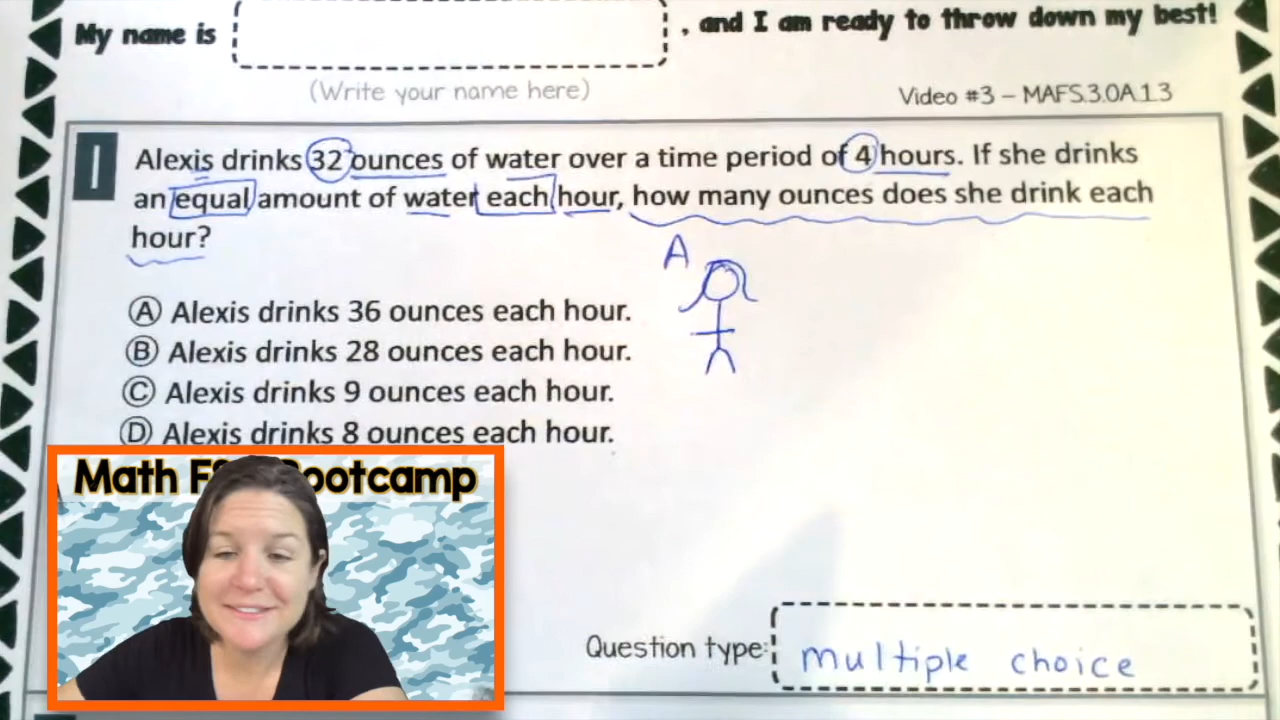 My name is , and I am ready to throw down my best!
(Write your name here)
Video #3 – MAFS.3.OA.1.3
1 Alexis drinks 32 ounces of water over a time period of 4 hours. If she drinks
an equal amount of water each hour, how many ounces does she drink each
hour?
A
Ⓐ Alexis drinks 36 ounces each hour.
Ⓑ Alexis drinks 28 ounces each hour.
Ⓒ Alexis drinks 9 ounces each hour.
Ⓓ Alexis drinks 8 ounces each hour.
Math Bootcamp
Question type: multiple choice